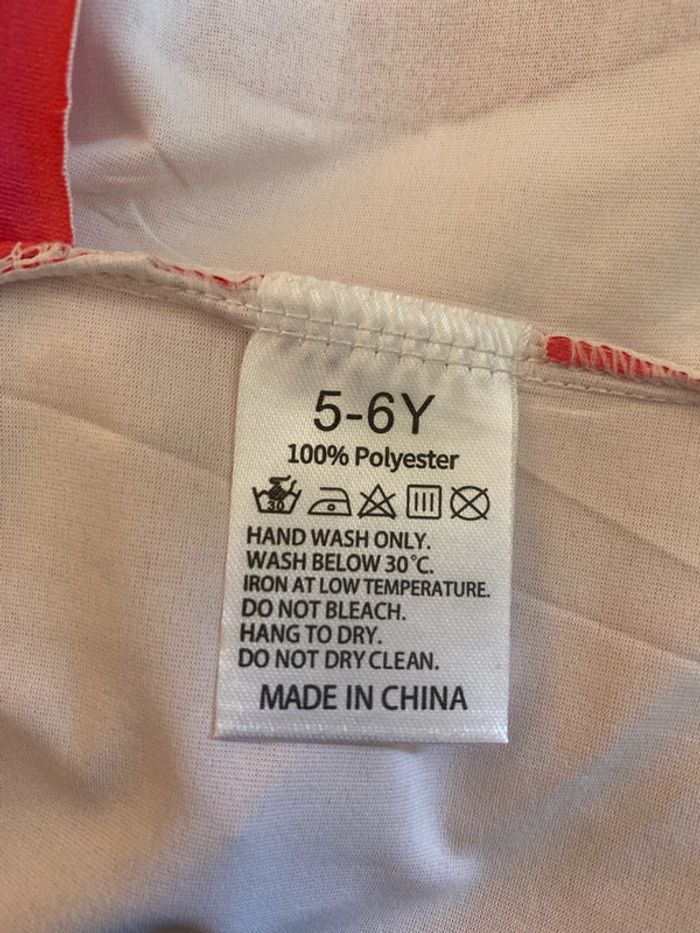 5-6Y
100% Polyester
30
HAND WASH ONLY.
WASH BELOW 30°C.
IRON AT LOW TEMPERATURE.
DO NOT BLEACH.
HANG TO DRY.
DO NOT DRY CLEAN.
MADE IN CHINA